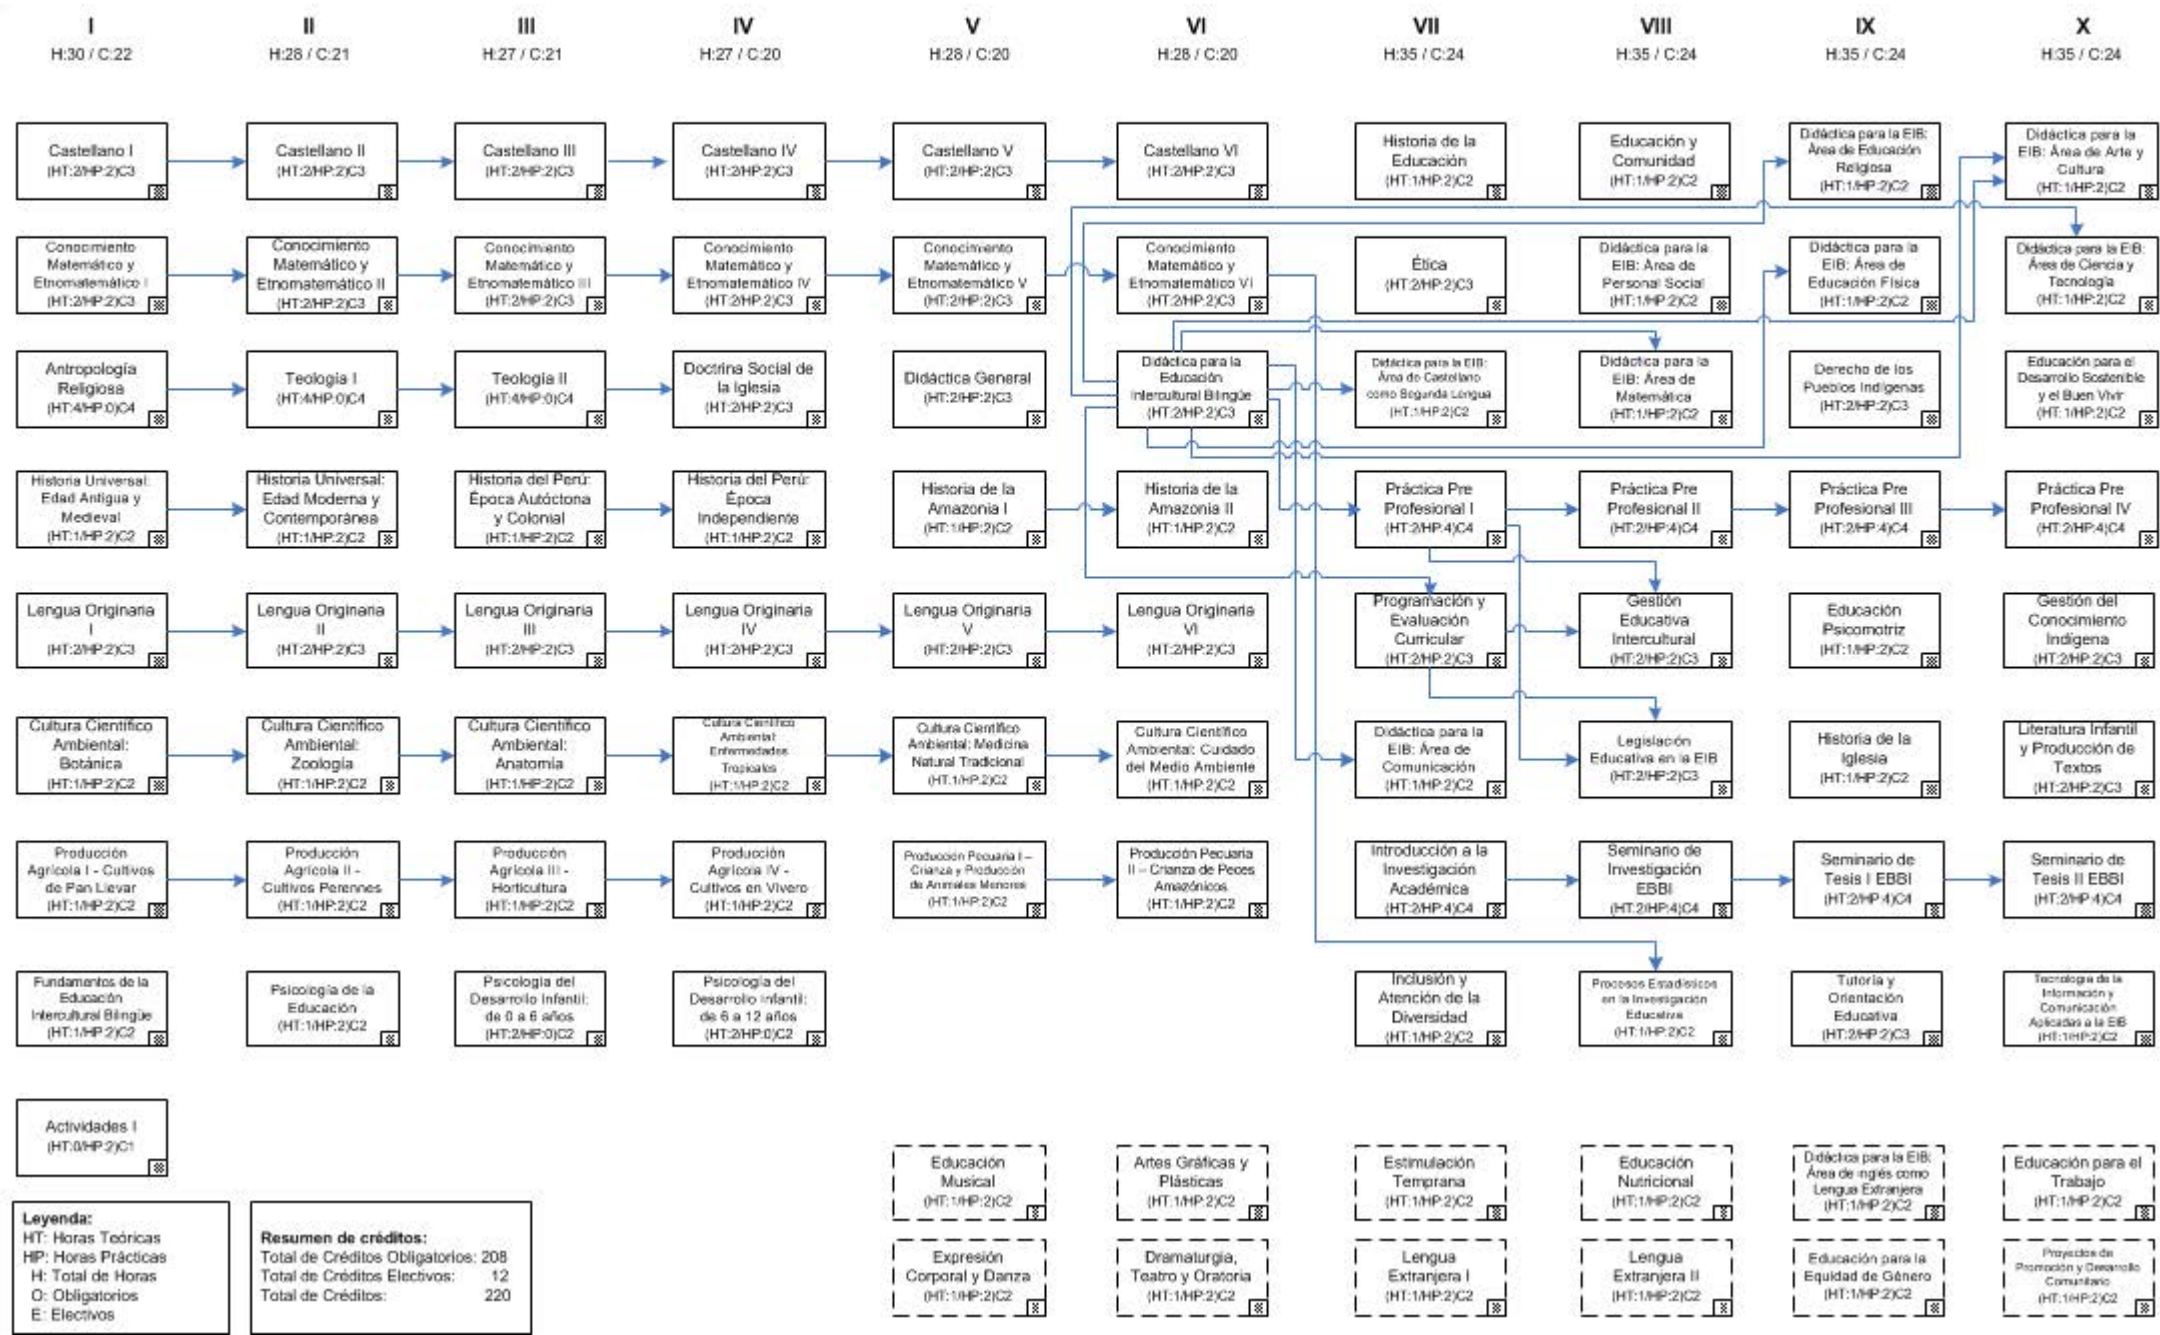 I
H:30 / C:22
II
H:28 / C:21
III
H:27 / C:21
IV
H:27 / C:20
V
H:28 / C:20
VI
H:28 / C:20
VII
H:35 / C:24
VIII
H:35 / C:24
IX
H:35 / C:24
X
H:35 / C:24
Castellano I
(HT:2/HP:2)C3
Castellano II
(HT:2/HP:2)C3
Castellano III
(HT:2/HP:2)C3
Castellano IV
(HT:2/HP:2)C3
Castellano V
(HT:2/HP:2)C3
Castellano VI
(HT:2/HP:2)C3
Historia de la
Educación
(HT:1/HP:2)C2
Educación y
Comunidad
(HT:1/HP:2)C2
Didáctica para la EIB:
Área de Educación
Religiosa
(HT:1/HP:2)C2
Didáctica para la
EIB: Área de Arte y
Cultura
(HT:1/HP:2)C2
Conocimiento
Matemático y
Etnomatemático I
(HT:2/HP:2)C3
Conocimiento
Matemático y
Etnomatemático II
(HT:2/HP:2)C3
Conocimiento
Matemático y
Etnomatemático III
(HT:2/HP:2)C3
Conocimiento
Matemático y
Etnomatemático IV
(HT:2/HP:2)C3
Conocimiento
Matemático y
Etnomatemático V
(HT:2/HP:2)C3
Conocimiento
Matemático y
Etnomatemático VI
(HT:2/HP:2)C3
Ética
(HT:2/HP:2)C3
Didáctica para la
EIB: Área de
Personal Social
(HT:1/HP:2)C2
Didáctica para la
EIB: Área de
Educación Física
(HT:1/HP:2)C2
Didáctica para la EIB:
Área de Ciencia y
Tecnología
(HT:1/HP:2)C2
Antropología
Religiosa
(HT:4/HP:0)C4
Teología I
(HT:4/HP:0)C4
Teología II
(HT:4/HP:0)C4
Doctrina Social de
la Iglesia
(HT:2/HP:2)C3
Didáctica General
(HT:2/HP:2)C3
Didáctica para la
Educación
Intercultural Bilingüe
(HT:2/HP:2)C3
Didáctica para la EIB:
Área de Castellano
como Segunda Lengua
(HT:1/HP:2)C2
Didáctica para la
EIB: Área de
Matemática
(HT:1/HP:2)C2
Derecho de los
Pueblos Indígenas
(HT:2/HP:2)C3
Educación para el
Desarrollo Sostenible
y el Buen Vivir
(HT:1/HP:2)C2
Historia Universal:
Edad Antigua y
Medieval
(HT:1/HP:2)C2
Historia Universal:
Edad Moderna y
Contemporánea
(HT:1/HP:2)C2
Historia del Perú:
Época Autóctona
y Colonial
(HT:1/HP:2)C2
Historia del Perú:
Época
Independiente
(HT:1/HP:2)C2
Historia de la
Amazonía I
(HT:1/HP:2)C2
Historia de la
Amazonía II
(HT:1/HP:2)C2
Práctica Pre
Profesional I
(HT:2/HP:4)C4
Práctica Pre
Profesional II
(HT:2/HP:4)C4
Práctica Pre
Profesional III
(HT:2/HP:4)C4
Práctica Pre
Profesional IV
(HT:2/HP:4)C4
Lengua Originaria
I
(HT:2/HP:2)C3
Lengua Originaria
II
(HT:2/HP:2)C3
Lengua Originaria
III
(HT:2/HP:2)C3
Lengua Originaria
IV
(HT:2/HP:2)C3
Lengua Originaria
V
(HT:2/HP:2)C3
Lengua Originaria
VI
(HT:2/HP:2)C3
Programación y
Evaluación
Curricular
(HT:2/HP:2)C3
Gestión
Educativa
Intercultural
(HT:2/HP:2)C3
Educación
Psicomotriz
(HT:1/HP:2)C2
Gestión del
Conocimiento
Indígena
(HT:2/HP:2)C3
Cultura Científico
Ambiental:
Botánica
(HT:1/HP:2)C2
Cultura Científico
Ambiental:
Zoología
(HT:1/HP:2)C2
Cultura Científico
Ambiental:
Anatomía
(HT:1/HP:2)C2
Cultura Científico
Ambiental:
Enfermedades
Tropicales
(HT:1/HP:2)C2
Cultura Científico
Ambiental: Medicina
Natural Tradicional
(HT:1/HP:2)C2
Cultura Científico
Ambiental: Cuidado
del Medio Ambiente
(HT:1/HP:2)C2
Didáctica para la
EIB: Área de
Comunicación
(HT:1/HP:2)C2
Legislación
Educativa en la EIB
(HT:2/HP:2)C3
Historia de la
Iglesia
(HT:1/HP:2)C2
Literatura Infantil
y Producción de
Textos
(HT:2/HP:2)C3
Producción
Agrícola I - Cultivos
de Pan Llevar
(HT:1/HP:2)C2
Producción
Agrícola II -
Cultivos Perennes
(HT:1/HP:2)C2
Producción
Agrícola III -
Horticultura
(HT:1/HP:2)C2
Producción
Agrícola IV -
Cultivos en Vivero
(HT:1/HP:2)C2
Producción Pecuaria I –
Crianza y Producción
de Animales Menores
(HT:1/HP:2)C2
Producción Pecuaria
II – Crianza de Peces
Amazónicos
(HT:1/HP:2)C2
Introducción a la
Investigación
Académica
(HT:2/HP:4)C4
Seminario de
Investigación
EBBI
(HT:2/HP:4)C4
Seminario de
Tesis I EBBI
(HT:2/HP:4)C4
Seminario de
Tesis II EBBI
(HT:2/HP:4)C4
Fundamentos de la
Educación
Intercultural Bilingüe
(HT:1/HP:2)C2
Psicología de la
Educación
(HT:1/HP:2)C2
Psicología del
Desarrollo Infantil:
de 0 a 6 años
(HT:2/HP:0)C2
Psicología del
Desarrollo Infantil:
de 6 a 12 años
(HT:2/HP:0)C2
Inclusión y
Atención de la
Diversidad
(HT:1/HP:2)C2
Procesos Estadísticos
en la Investigación
Educativa
(HT:1/HP:2)C2
Tutoría y
Orientación
Educativa
(HT:2/HP:2)C3
Tecnología de la
Información y
Comunicación
Aplicadas a la EIB
(HT:1/HP:2)C2
Actividades I
(HT:0/HP:2)C1
Educación
Musical
(HT:1/HP:2)C2
Artes Gráficas y
Plásticas
(HT:1/HP:2)C2
Estimulación
Temprana
(HT:1/HP:2)C2
Educación
Nutricional
(HT:1/HP:2)C2
Didáctica para la EIB:
Área de inglés como
Lengua Extranjera
(HT:1/HP:2)C2
Educación para el
Trabajo
(HT:1/HP:2)C2
Expresión
Corporal y Danza
(HT:1/HP:2)C2
Dramaturgia,
Teatro y Oratoria
(HT:1/HP:2)C2
Lengua
Extranjera I
(HT:1/HP:2)C2
Lengua
Extranjera II
(HT:1/HP:2)C2
Educación para la
Equidad de Género
(HT:1/HP:2)C2
Proyectos de
Promoción y Desarrollo
Comunitario
(HT:1/HP:2)C2
Leyenda:
HT: Horas Teóricas
HP: Horas Prácticas
H: Total de Horas
O: Obligatorios
E: Electivos
Resumen de créditos:
Total de Créditos Obligatorios: 208
Total de Créditos Electivos: 12
Total de Créditos: 220